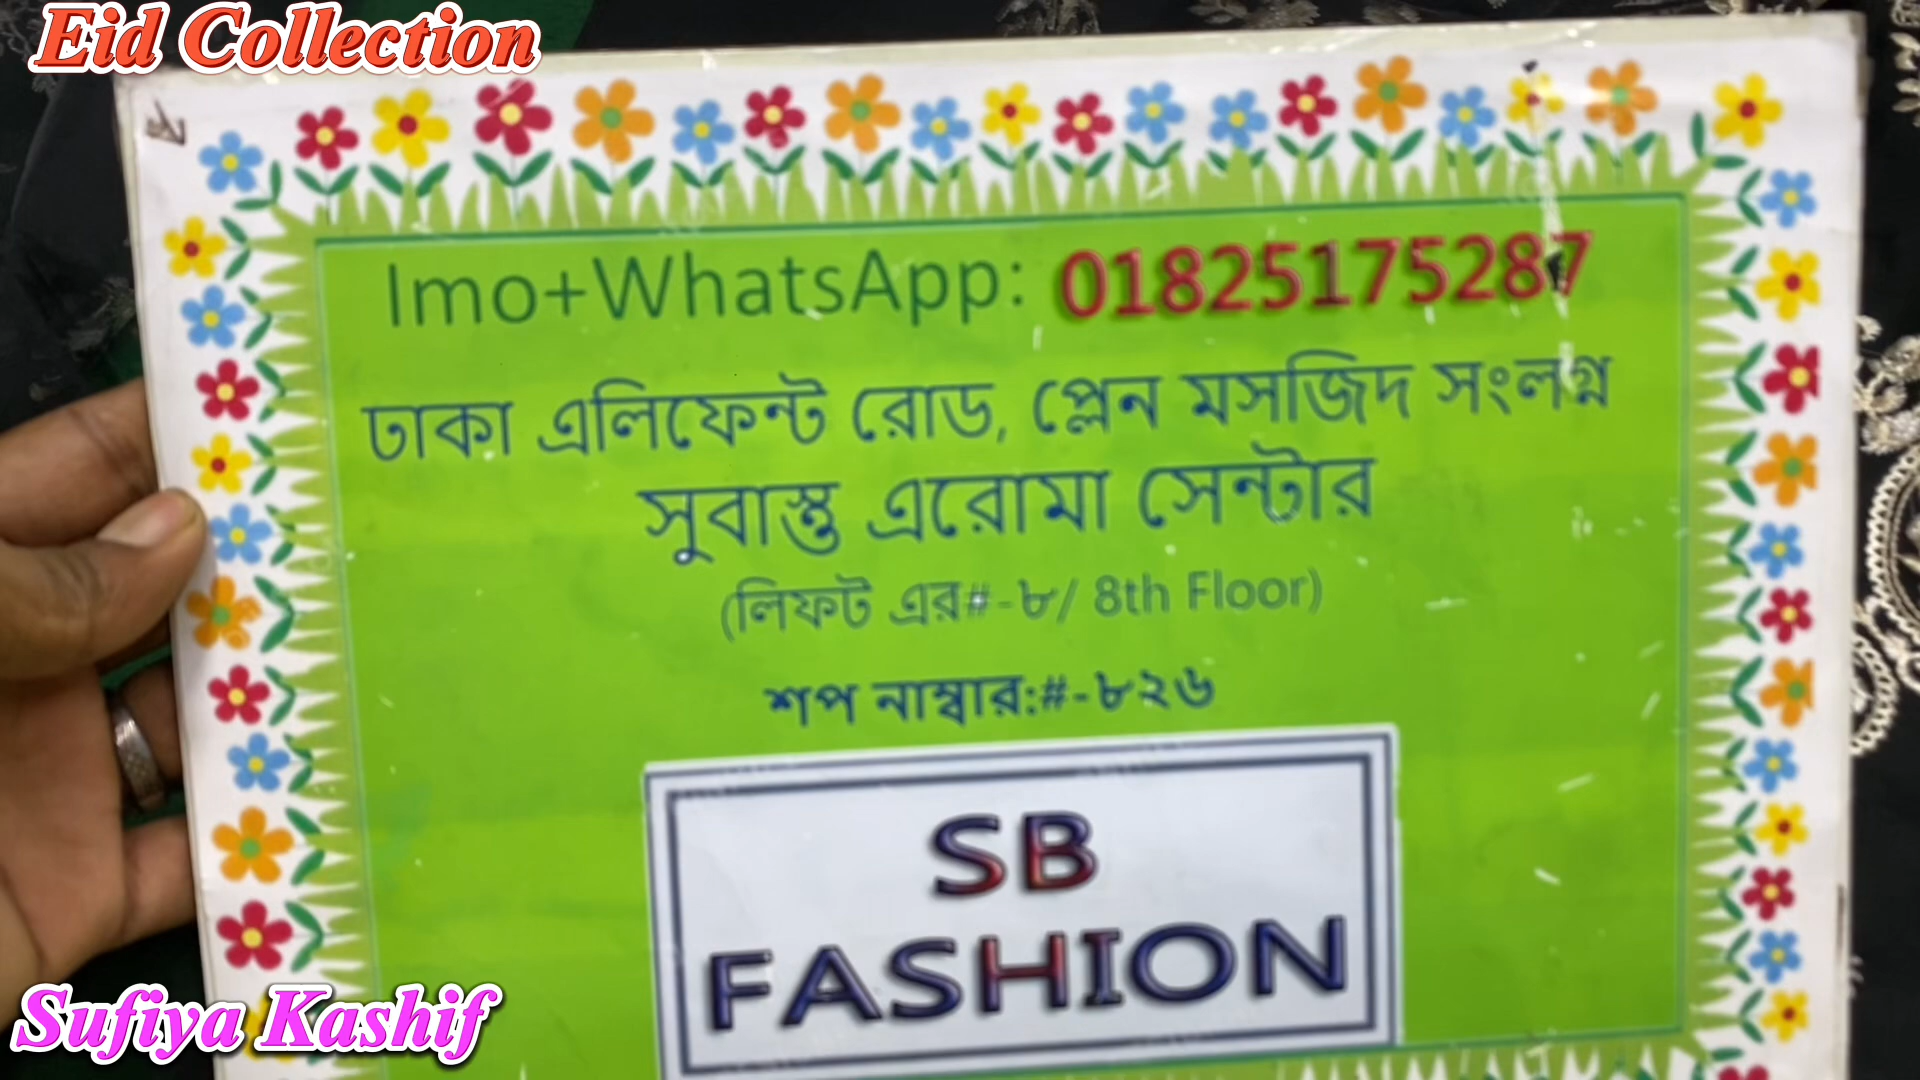 Eid Collection
Imo+WhatsApp: 01825175287
ঢাকা এলিফেন্ট রোড, প্লেন মসজিদ সংলগ্ন
সুবাস্তু এরোমা সেন্টার
(লিফট এর#-৮/ 8th Floor)
শপ নাম্বার:#-৮২৬
SB
FASHION
Sufiya Kashif